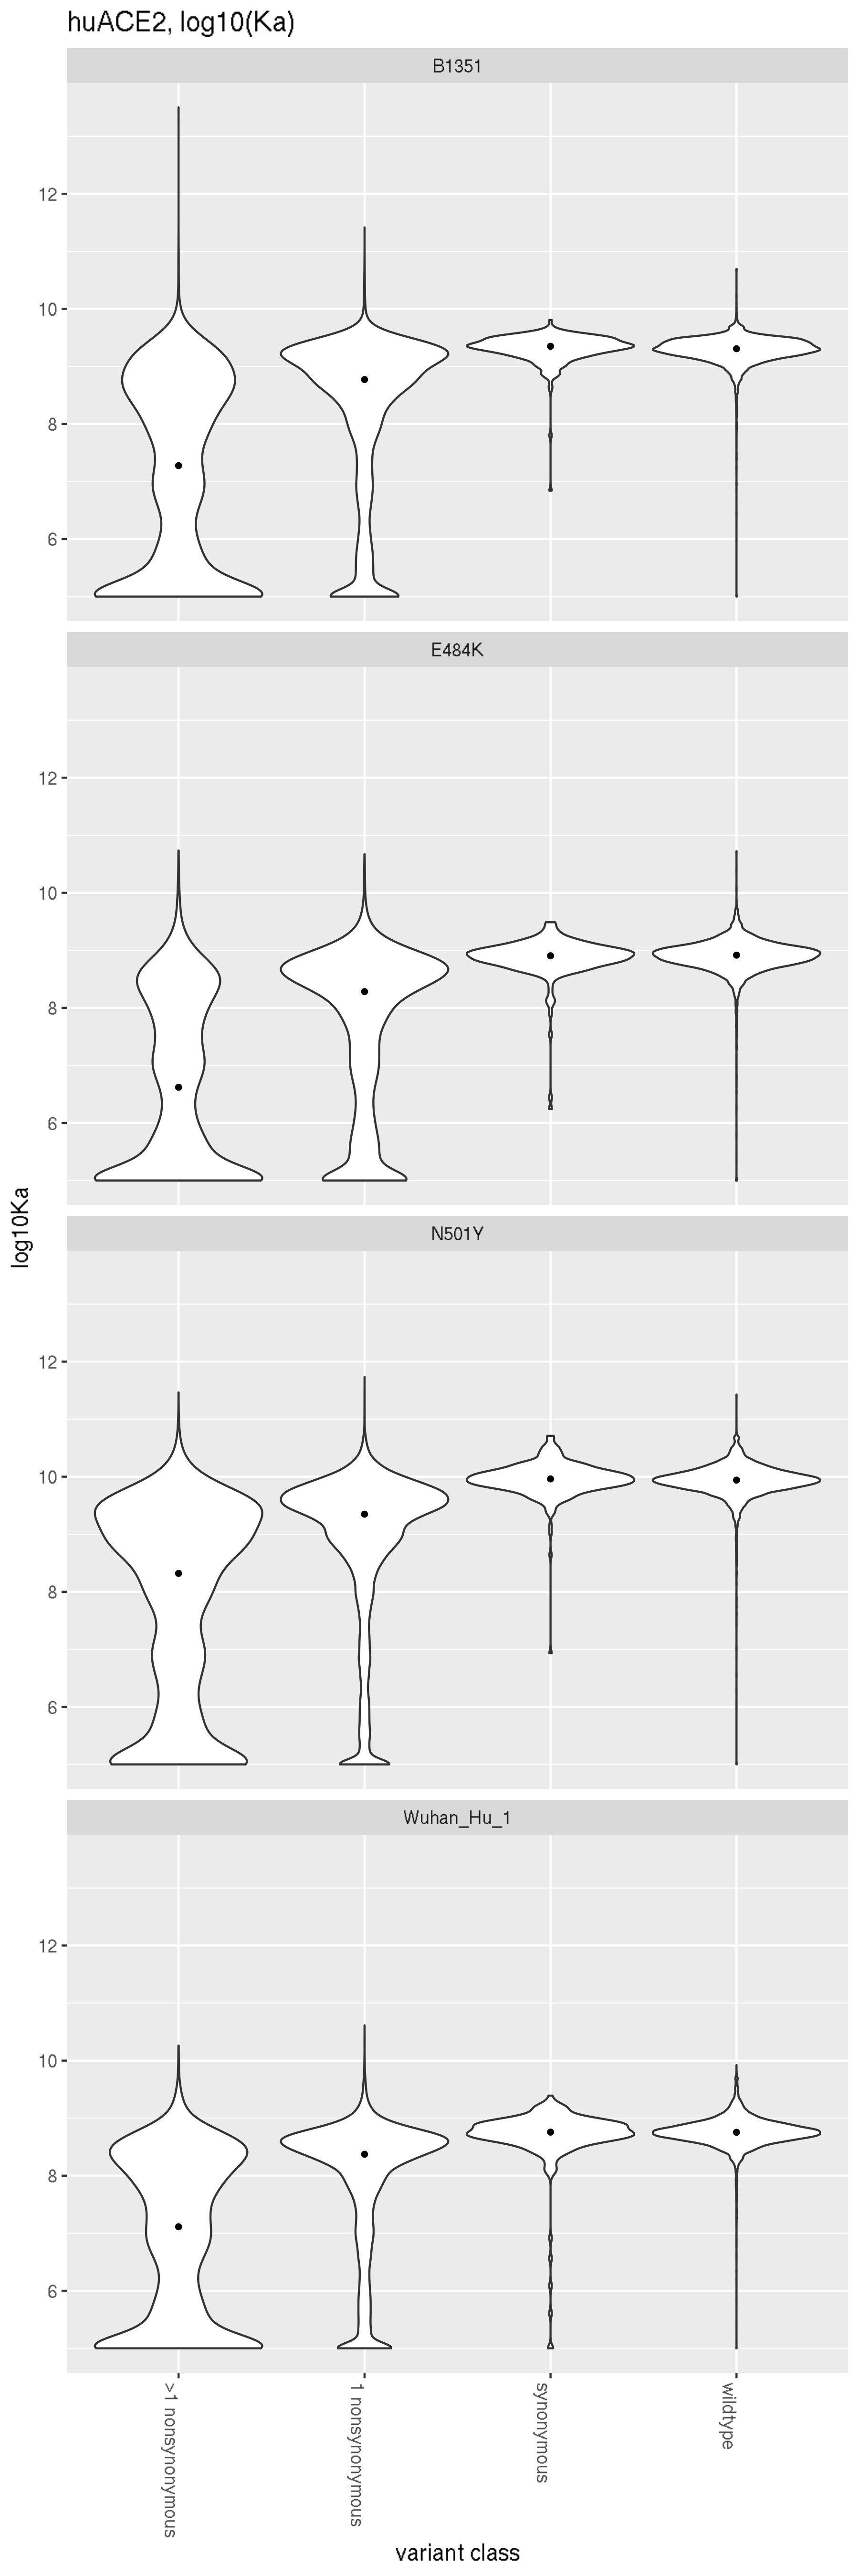 huACE2, log10(Ka)
B1351
12
10
8
6
E484K
12
10
8
6
N501Y
12
10
8
6
Wuhan_Hu_1
12
10
8
6
log10Ka
>1 nonsynonymous
1 nonsynonymous
synonymous
wildtype
variant class